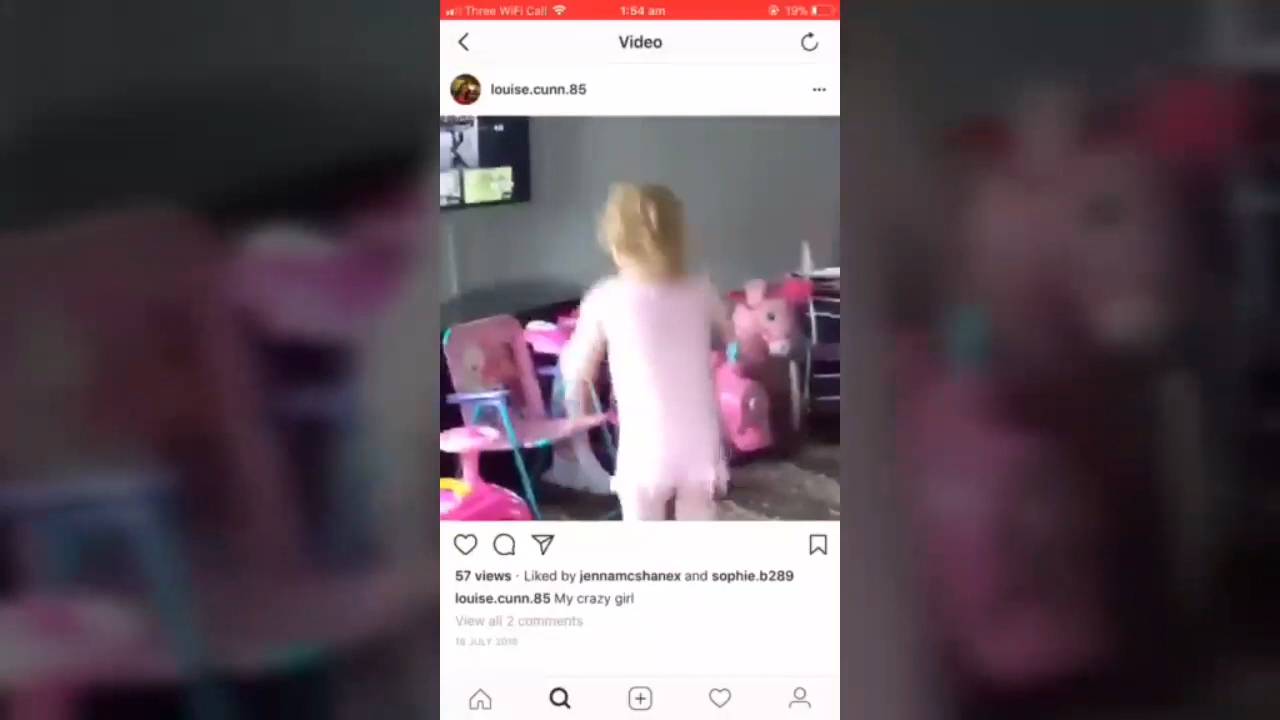 Three WiFi Call 1:54 am 19%
Video
louise.cunn.85
57 views · Liked by jennamcshanex and sophie.b289
louise.cunn.85 My crazy girl
View all 2 comments